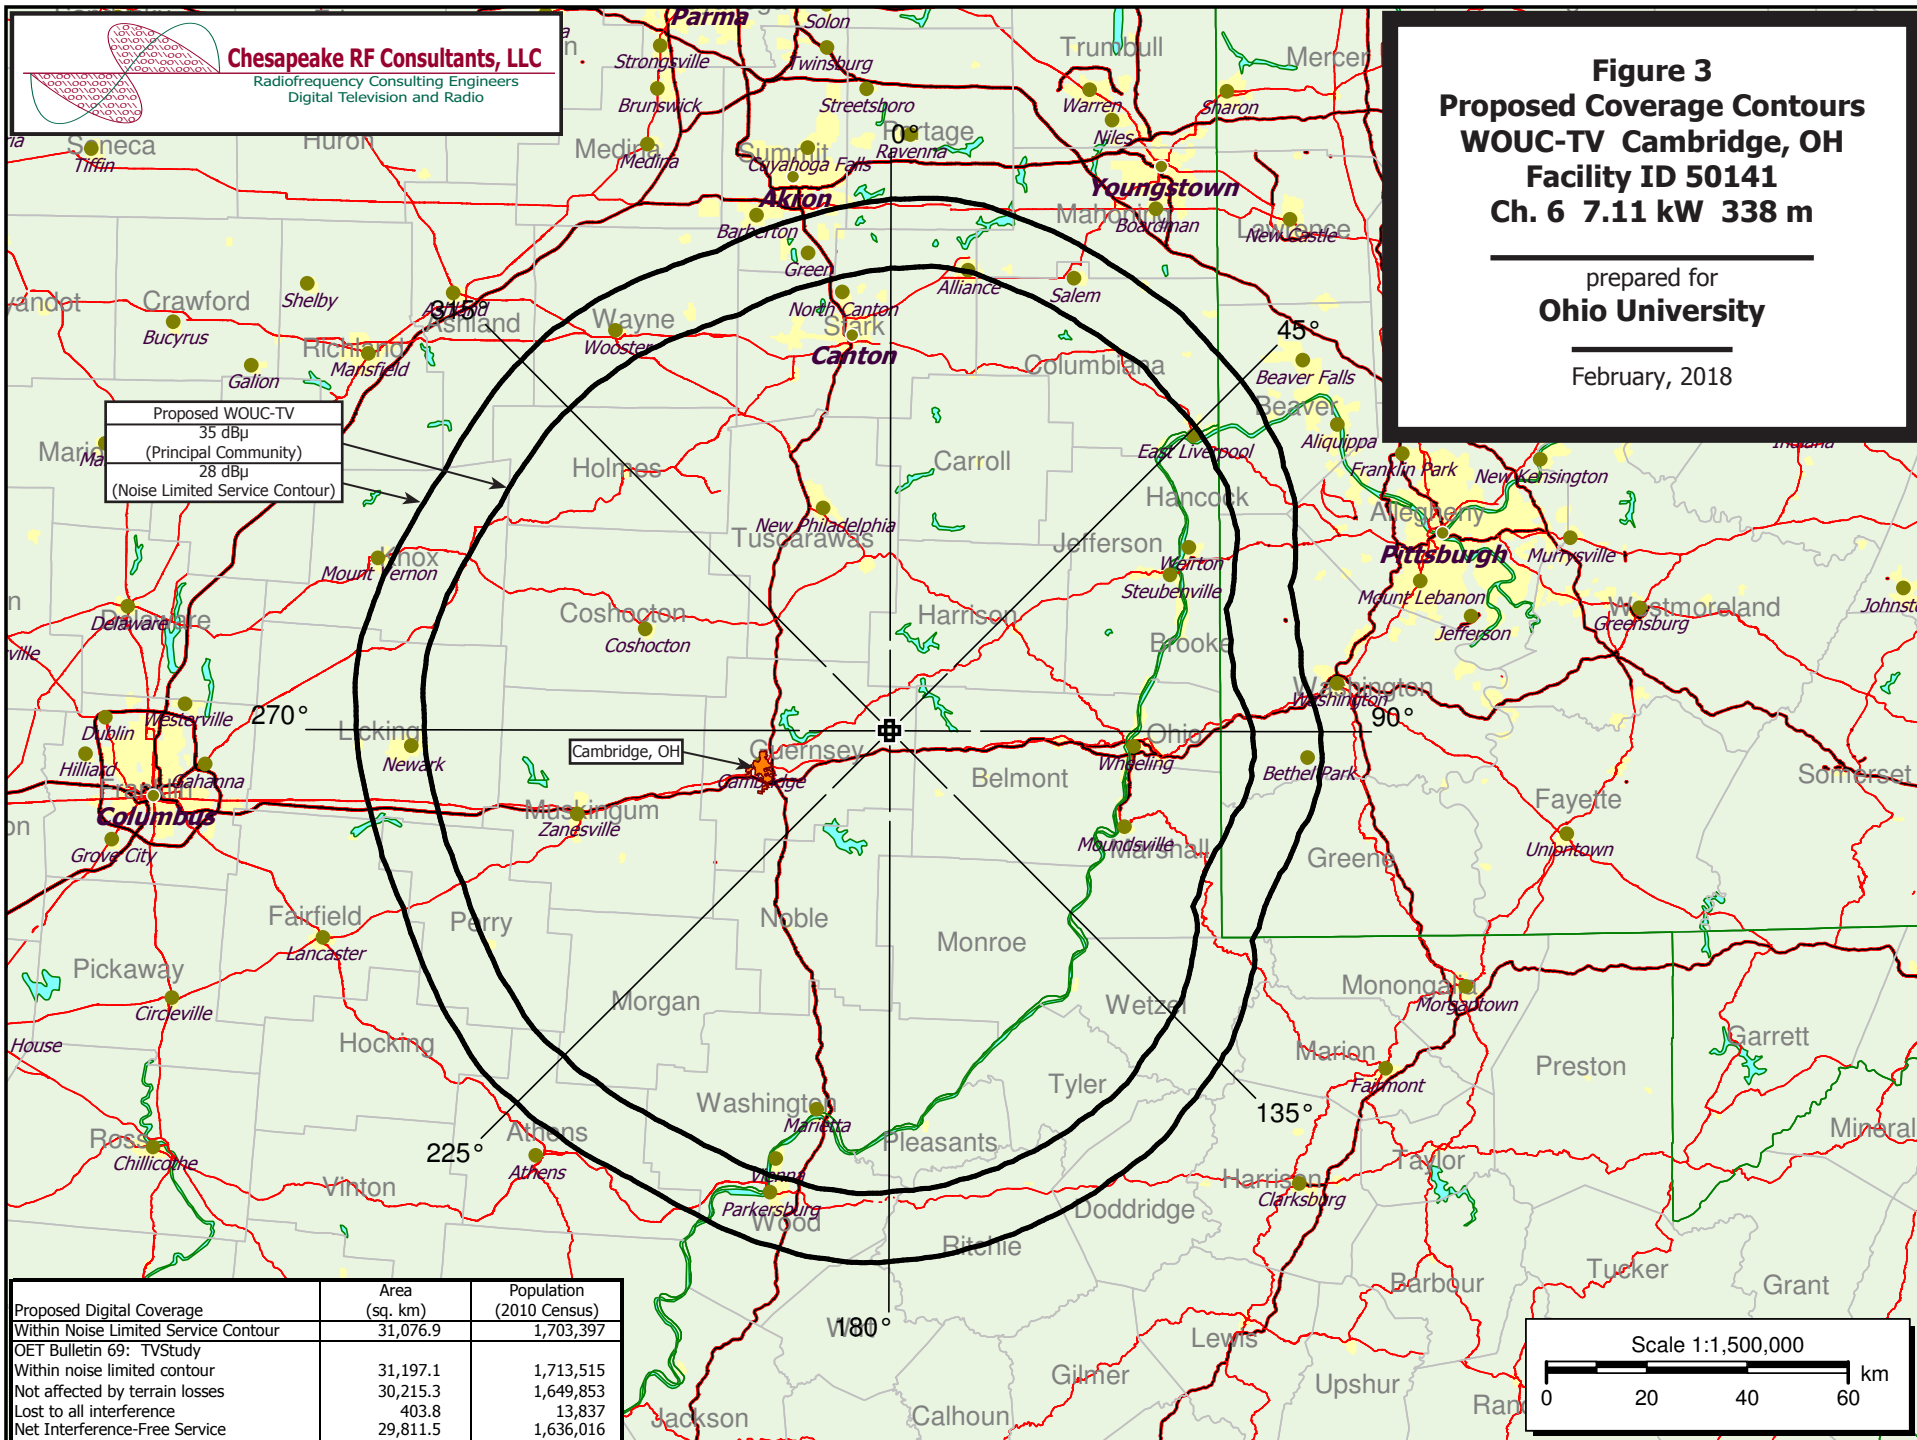 Chesapeake RF Consultants, LLC
Radiofrequency Consulting Engineers
Digital Television and Radio
Figure 3
Proposed Coverage Contours
WOUC-TV Cambridge, OH
Facility ID 50141
Ch. 6 7.11 kW 338 m
prepared for
Ohio University
February, 2018
Parma
Solon
Strongsville
Twinsburg
Trumbull
Mercer
Brunswick
Streetsboro
Warren
Sharon
Seneca
Tiffin
Huron
Medina
Medina
Summit
Cuyahoga Falls
0°
Portage
Ravenna
Niles
Akron
Youngstown
Barberton
Mahoning
Boardman
Lawrence
New Castle
Green
Shelby
Crawford
Bucyrus
Ashland
315°
Ashland
Wayne
Wooster
North Canton
Stark
Canton
Alliance
Salem
45°
Richland
Mansfield
Galion
Columbiana
Beaver Falls
Beaver
Aliquippa
Proposed WOUC-TV
35 dBµ
(Principal Community)
28 dBµ
(Noise Limited Service Contour)
Holmes
Carroll
East Liverpool
Franklin Park
New Kensington
Indiana
Hancock
Allegheny
New Philadelphia
Tuscarawas
Jefferson
Weirton
Steubenville
Pittsburgh
Murrysville
Knox
Mount Vernon
Mount Lebanon
Jefferson
Westmoreland
Greensburg
Delaware
Delaware
Coshocton
Coshocton
Harrison
Brooke
Westerville
Dublin
270°
Licking
Newark
Washington
Washington
90°
Hilliard
Gahanna
Franklin
Columbus
Grove City
Cambridge, OH
Guernsey
Cambridge
Ohio
Wheeling
Belmont
Bethel Park
Somerset
Fayette
Uniontown
Muskingum
Zanesville
Moundsville
Marshall
Greene
Fairfield
Lancaster
Perry
Noble
Monroe
Pickaway
Circleville
Morgan
Wetzel
Monongalia
Morgantown
House
Hocking
Garrett
Marion
Fairmont
Preston
Tyler
Washington
Marietta
135°
Ross
Chillicothe
225°
Athens
Athens
Pleasants
Mineral
Vinton
Vienna
Parkersburg
Wood
Doddridge
Harrison
Clarksburg
Taylor
Ritchie
Barbour
Tucker
Grant
180°
Lewis
Gilmer
Upshur
Jackson
Calhoun
Proposed Digital Coverage Area (sq. km) Population (2010 Census)
Within Noise Limited Service Contour 31,076.9 1,703,397
OET Bulletin 69: TVStudy
Within noise limited contour 31,197.1 1,713,515
Not affected by terrain losses 30,215.3 1,649,853
Lost to all interference 403.8 13,837
Net Interference-Free Service 29,811.5 1,636,016
Scale 1:1,500,000
km
0 20 40 60